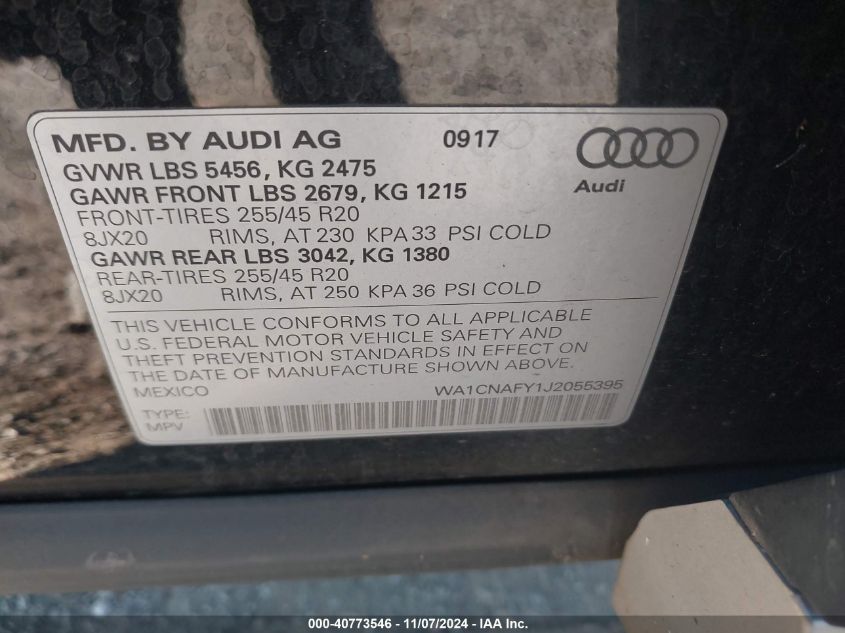 MFD. BY AUDI AG 0917
GVWR LBS 5456, KG 2475
GAWR FRONT LBS 2679, KG 1215
Audi
FRONT-TIRES 255/45 R20
8JX20 RIMS, AT 230 KPA 33 PSI COLD
GAWR REAR LBS 3042, KG 1380
REAR-TIRES 255/45 R20
8JX20 RIMS, AT 250 KPA 36 PSI COLD
THIS VEHICLE CONFORMS TO ALL APPLICABLE
U.S. FEDERAL MOTOR VEHICLE SAFETY AND
THEFT PREVENTION STANDARDS IN EFFECT ON
THE DATE OF MANUFACTURE SHOWN ABOVE.
MEXICO WA1CNAFY1J2055395
TYPE:
MPV
000-40773546 - 11/07/2024 - IAA Inc.